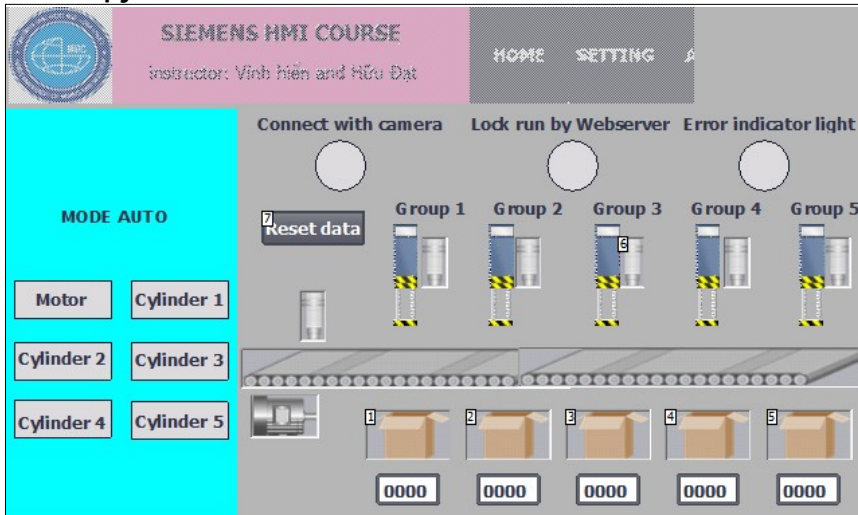 SIEMENS HMI COURSE
instructor: Vinh hiển and Hữu Đạt
HOME SETTING
Connect with camera Lock run by Webserver Error indicator light
MODE AUTO
7
Reset data
Group 1 Group 2 Group 3 Group 4 Group 5
6
Motor Cylinder 1
Cylinder 2 Cylinder 3
Cylinder 4 Cylinder 5
1 2 3 4 5
0000 0000 0000 0000 0000